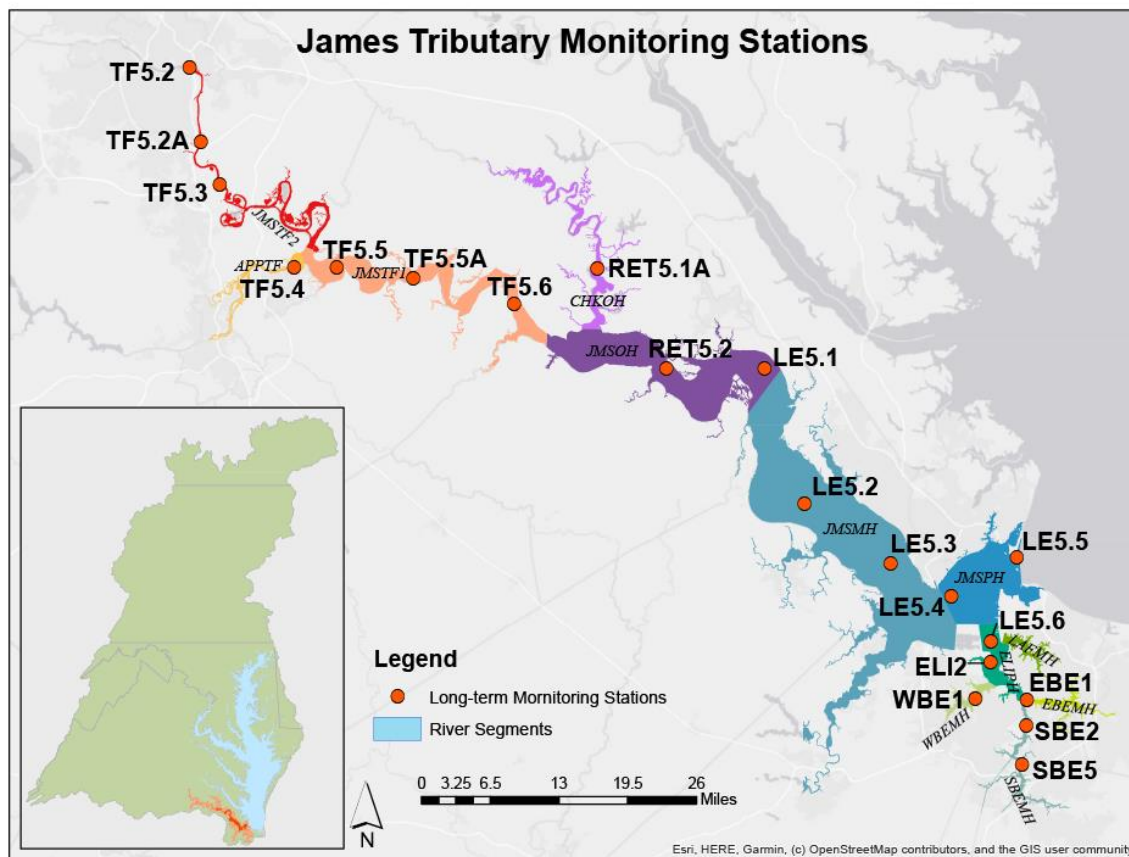 James Tributary Monitoring Stations
TF5.2
TF5.2A
TF5.3
JMSTF2
APPTF
TF5.4
TF5.5
JMSTF1
TF5.5A
TF5.6
RET5.1A
CHKOH
JMSOH
RET5.2
LE5.1
LE5.2
JMSMH
LE5.3
LE5.4
JMSPH
LE5.5
LE5.6
LAFMH
ELI2
ELIPH
WBE1
WBEMH
EBE1
EBEMH
SBE2
SBE5
SBEMH
Legend
Long-term Mornitoring Stations
River Segments
0 3.25 6.5 13 19.5 26
Miles
N
Esri, HERE, Garmin, (c) OpenStreetMap contributors, and the GIS user community